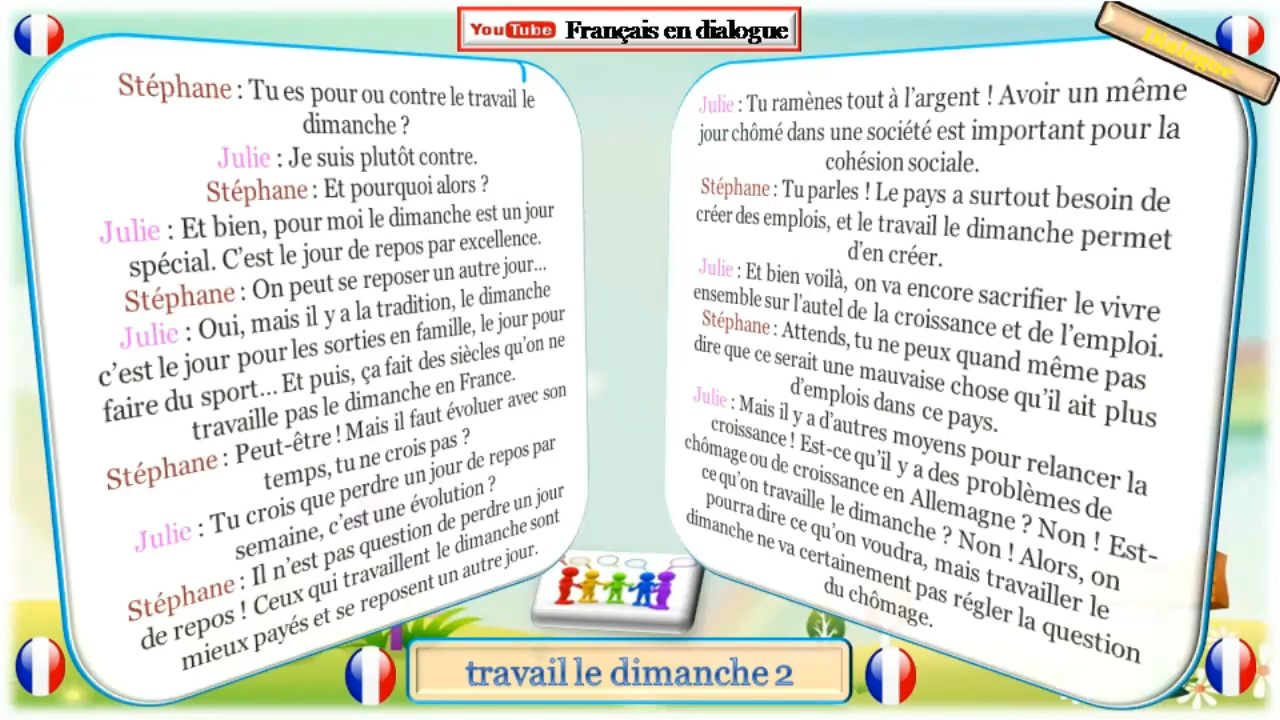 YouTube Français en dialogue
Dialogue
Stéphane : Tu es pour ou contre le travail le
dimanche ?
Julie : Je suis plutôt contre.
Stéphane : Et pourquoi alors ?
Julie : Et bien, pour moi le dimanche est un jour
spécial. C'est le jour de repos par excellence.
Stéphane : On peut se reposer un autre jour...
Julie : Oui, mais il y a la tradition, le dimanche
c'est le jour pour les sorties en famille, le jour pour
faire du sport... Et puis, ça fait des siècles qu'on ne
travaille pas le dimanche en France.
Stéphane : Peut-être ! Mais il faut évoluer avec son
temps, tu ne crois pas ?
Julie : Tu crois que perdre un jour de repos par
semaine, c'est une évolution ?
Stéphane : Il n'est pas question de perdre un jour
de repos ! Ceux qui travaillent le dimanche sont
mieux payés et se reposent un autre jour.
Julie : Tu ramènes tout à l'argent ! Avoir un même
jour chômé dans une société est important pour la
cohésion sociale.
Stéphane : Tu parles ! Le pays a surtout besoin de
créer des emplois, et le travail le dimanche permet
d'en créer.
Julie : Et bien voilà, on va encore sacrifier le vivre
ensemble sur l'autel de la croissance et de l'emploi.
Stéphane : Attends, tu ne peux quand même pas
dire que ce serait une mauvaise chose qu'il ait plus
d'emplois dans ce pays.
Julie : Mais il y a d'autres moyens pour relancer la
croissance ! Est-ce qu'il y a des problèmes de
chômage ou de croissance en Allemagne ? Non ! Est-
ce qu'on travaille le dimanche ? Non ! Alors, on
pourra dire ce qu'on voudra, mais travailler le
dimanche ne va certainement pas régler la question
du chômage.
travail le dimanche 2